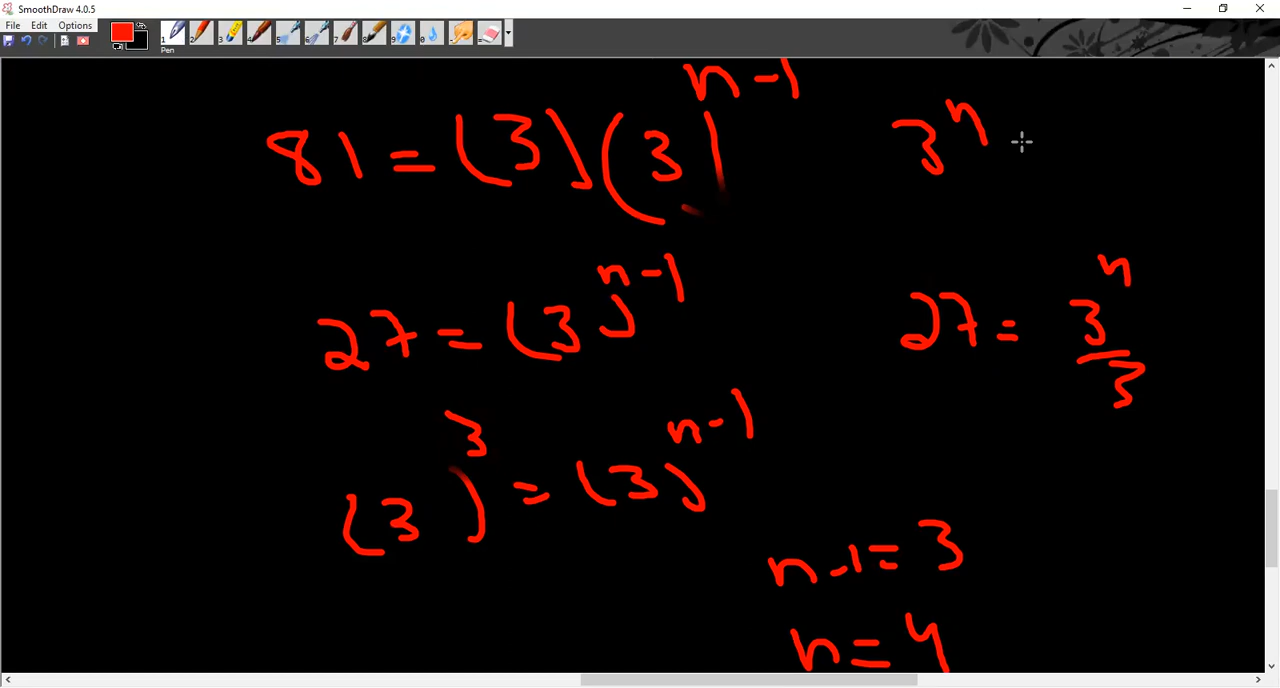 SmoothDraw 4.0.5
File Edit Options
Pen
81 = (3)(3)^{n-1}
3^n
27 = (3)^{n-1}
27 = 3^n/3
(3)^3 = (3)^{n-1}
n-1 = 3
n = 4